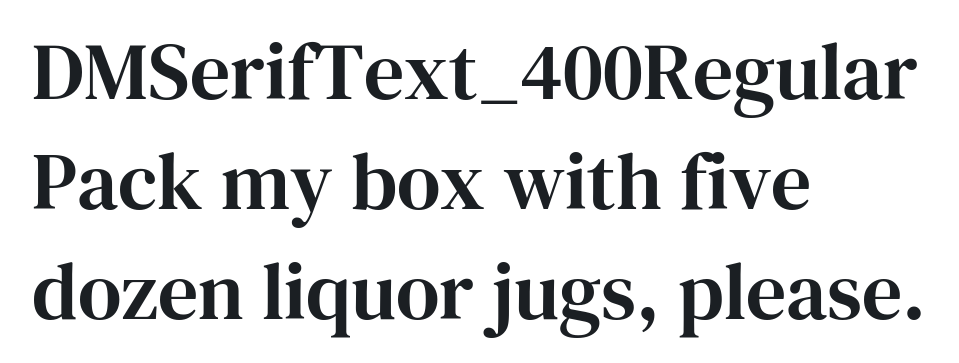 DMSerifText_400Regular
Pack my box with five
dozen liquor jugs, please.